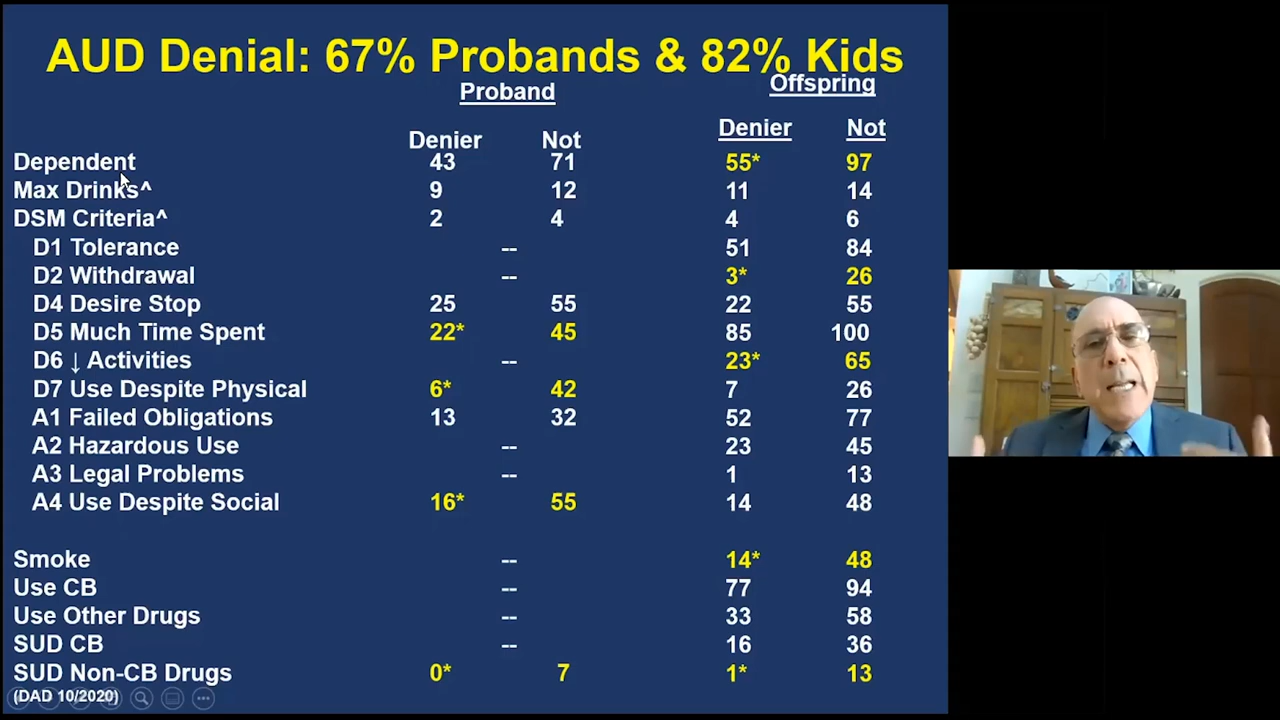 AUD Denial: 67% Probands & 82% Kids
Proband Offspring
Denier Not Denier Not
Dependent 43 71 55* 97
Max Drinks^ 9 12 11 14
DSM Criteria^ 2 4 4 6
D1 Tolerance -- 51 84
D2 Withdrawal -- 3* 26
D4 Desire Stop 25 55 22 55
D5 Much Time Spent 22* 45 85 100
D6 ↓ Activities -- 23* 65
D7 Use Despite Physical 6* 42 7 26
A1 Failed Obligations 13 32 52 77
A2 Hazardous Use -- 23 45
A3 Legal Problems -- 1 13
A4 Use Despite Social 16* 55 14 48
Smoke -- 14* 48
Use CB -- 77 94
Use Other Drugs -- 33 58
SUD CB -- 16 36
SUD Non-CB Drugs 0* 7 1* 13
(DAD 10/2020)